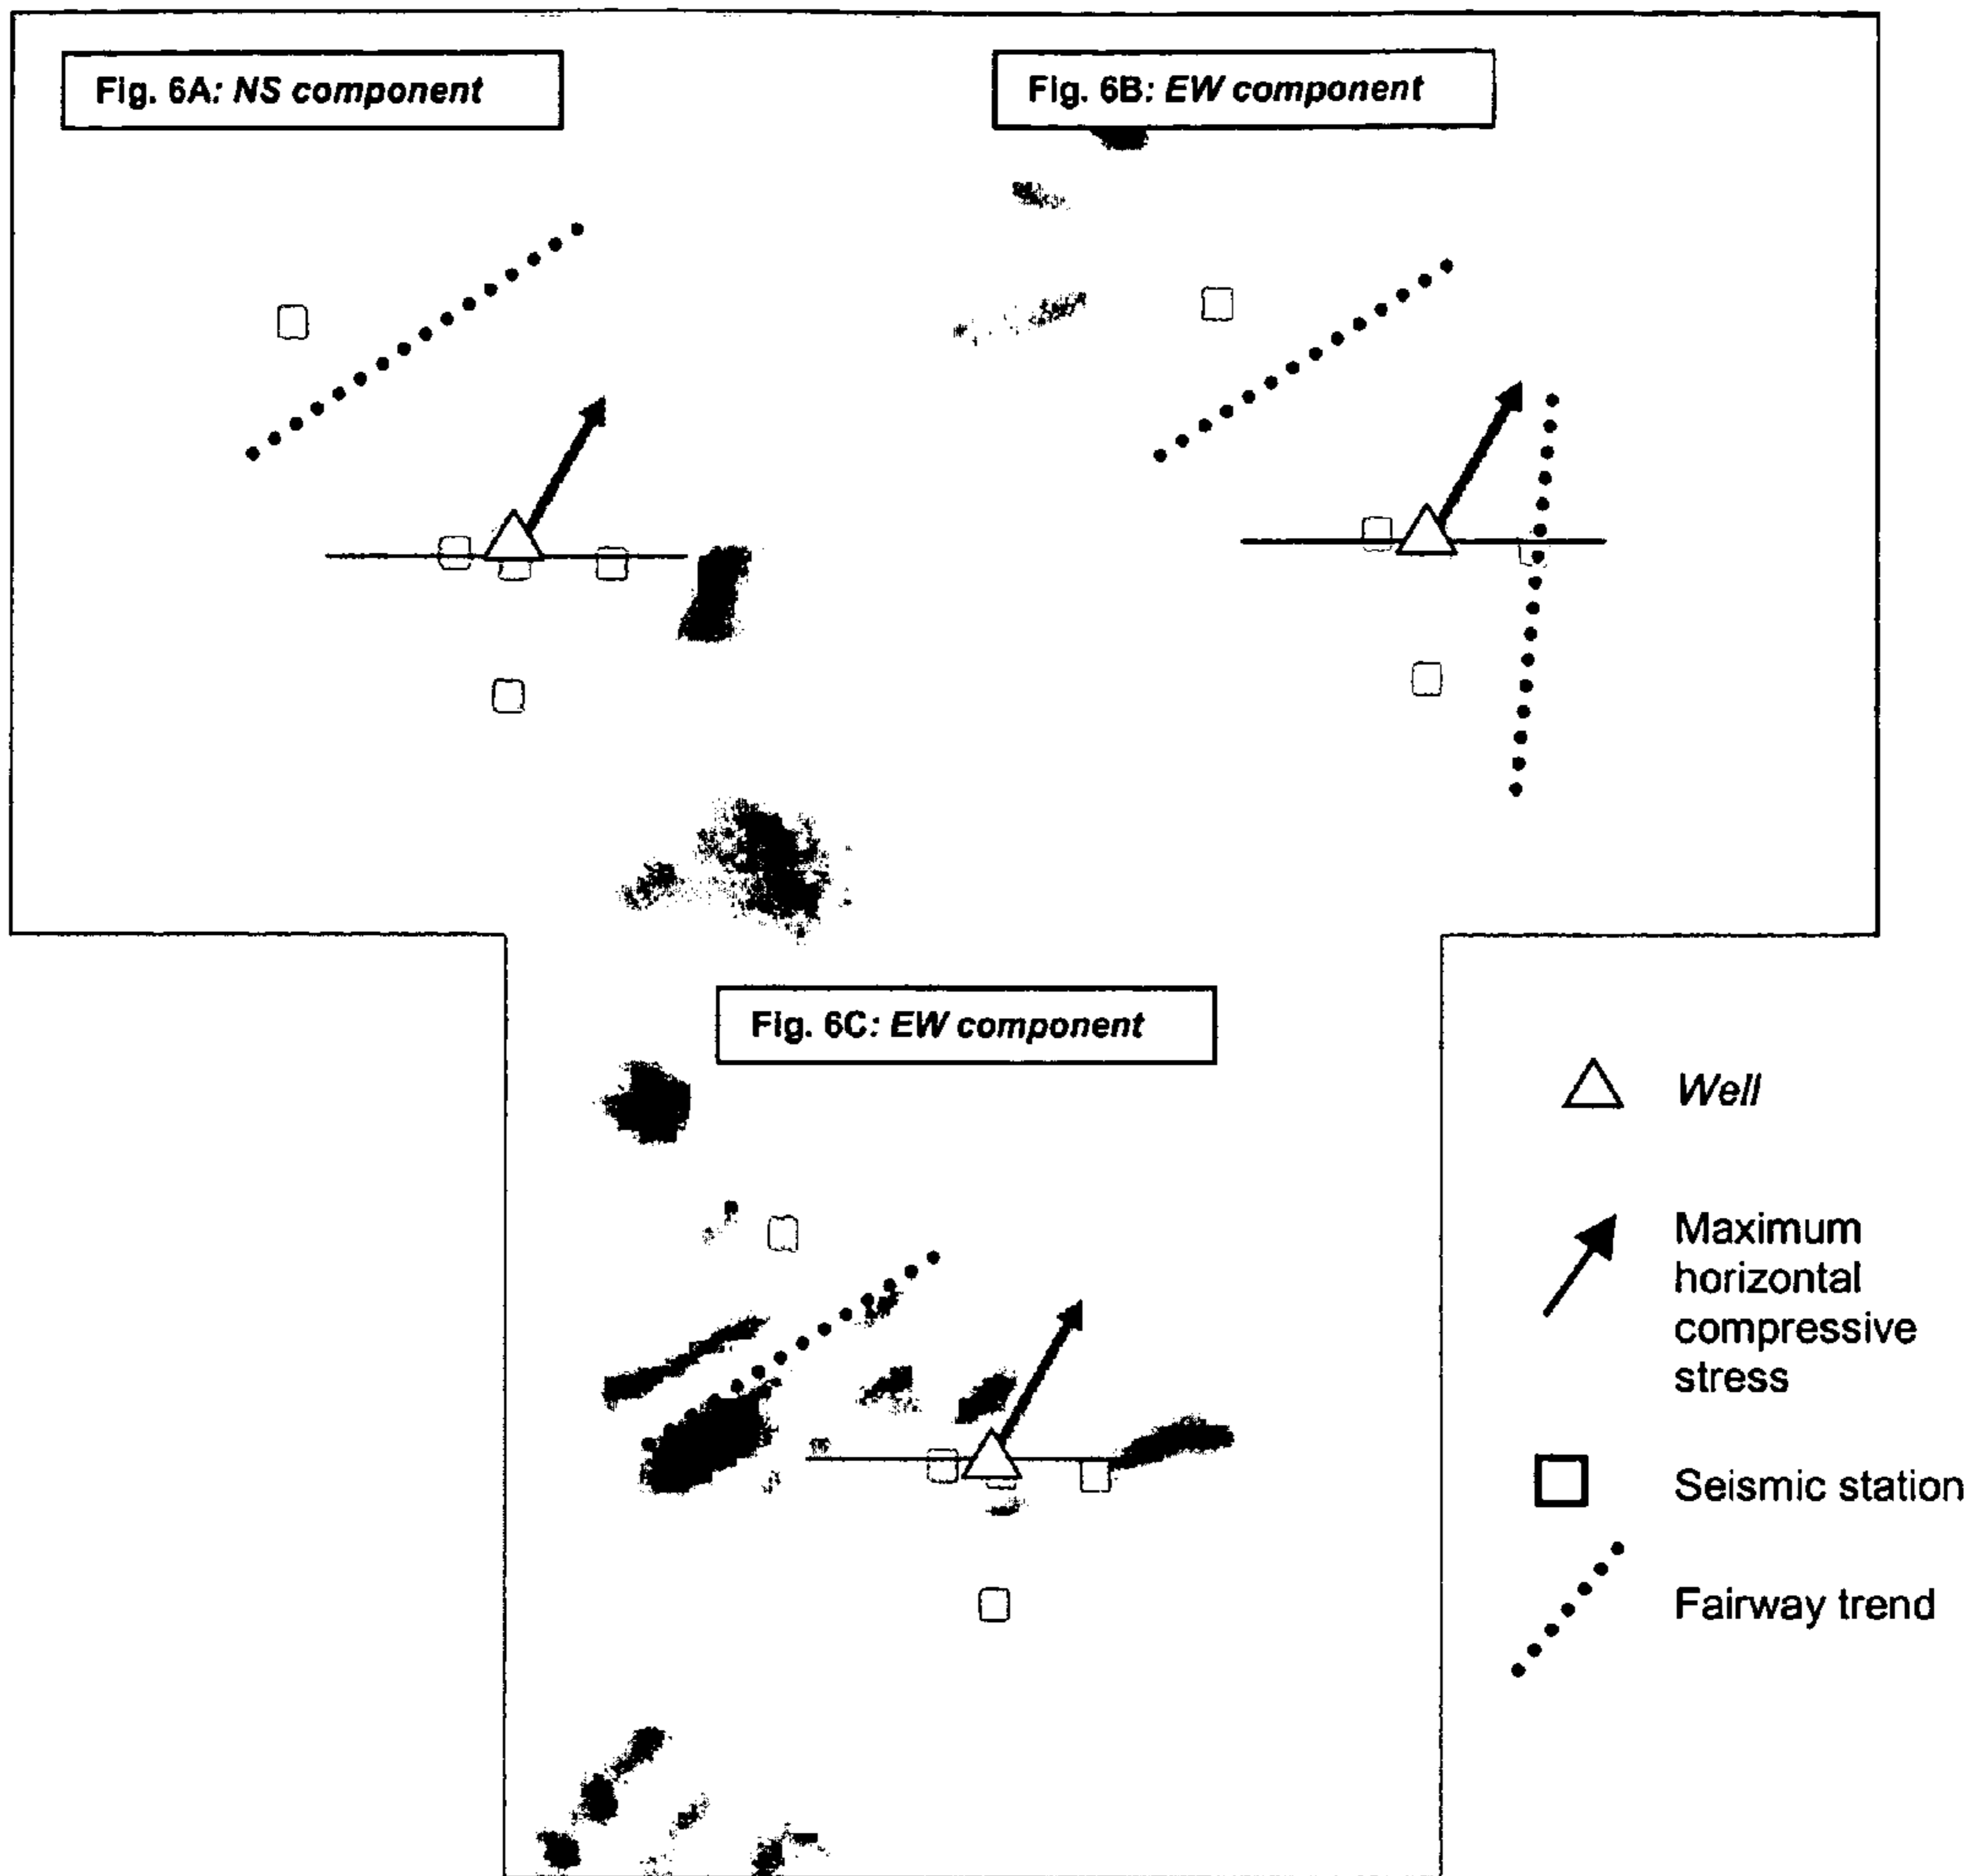 Fig. 6A: NS component
Fig. 6B: EW component
Fig. 6C: EW component
Well
Maximum
horizontal
compressive
stress
Seismic station
Fairway trend